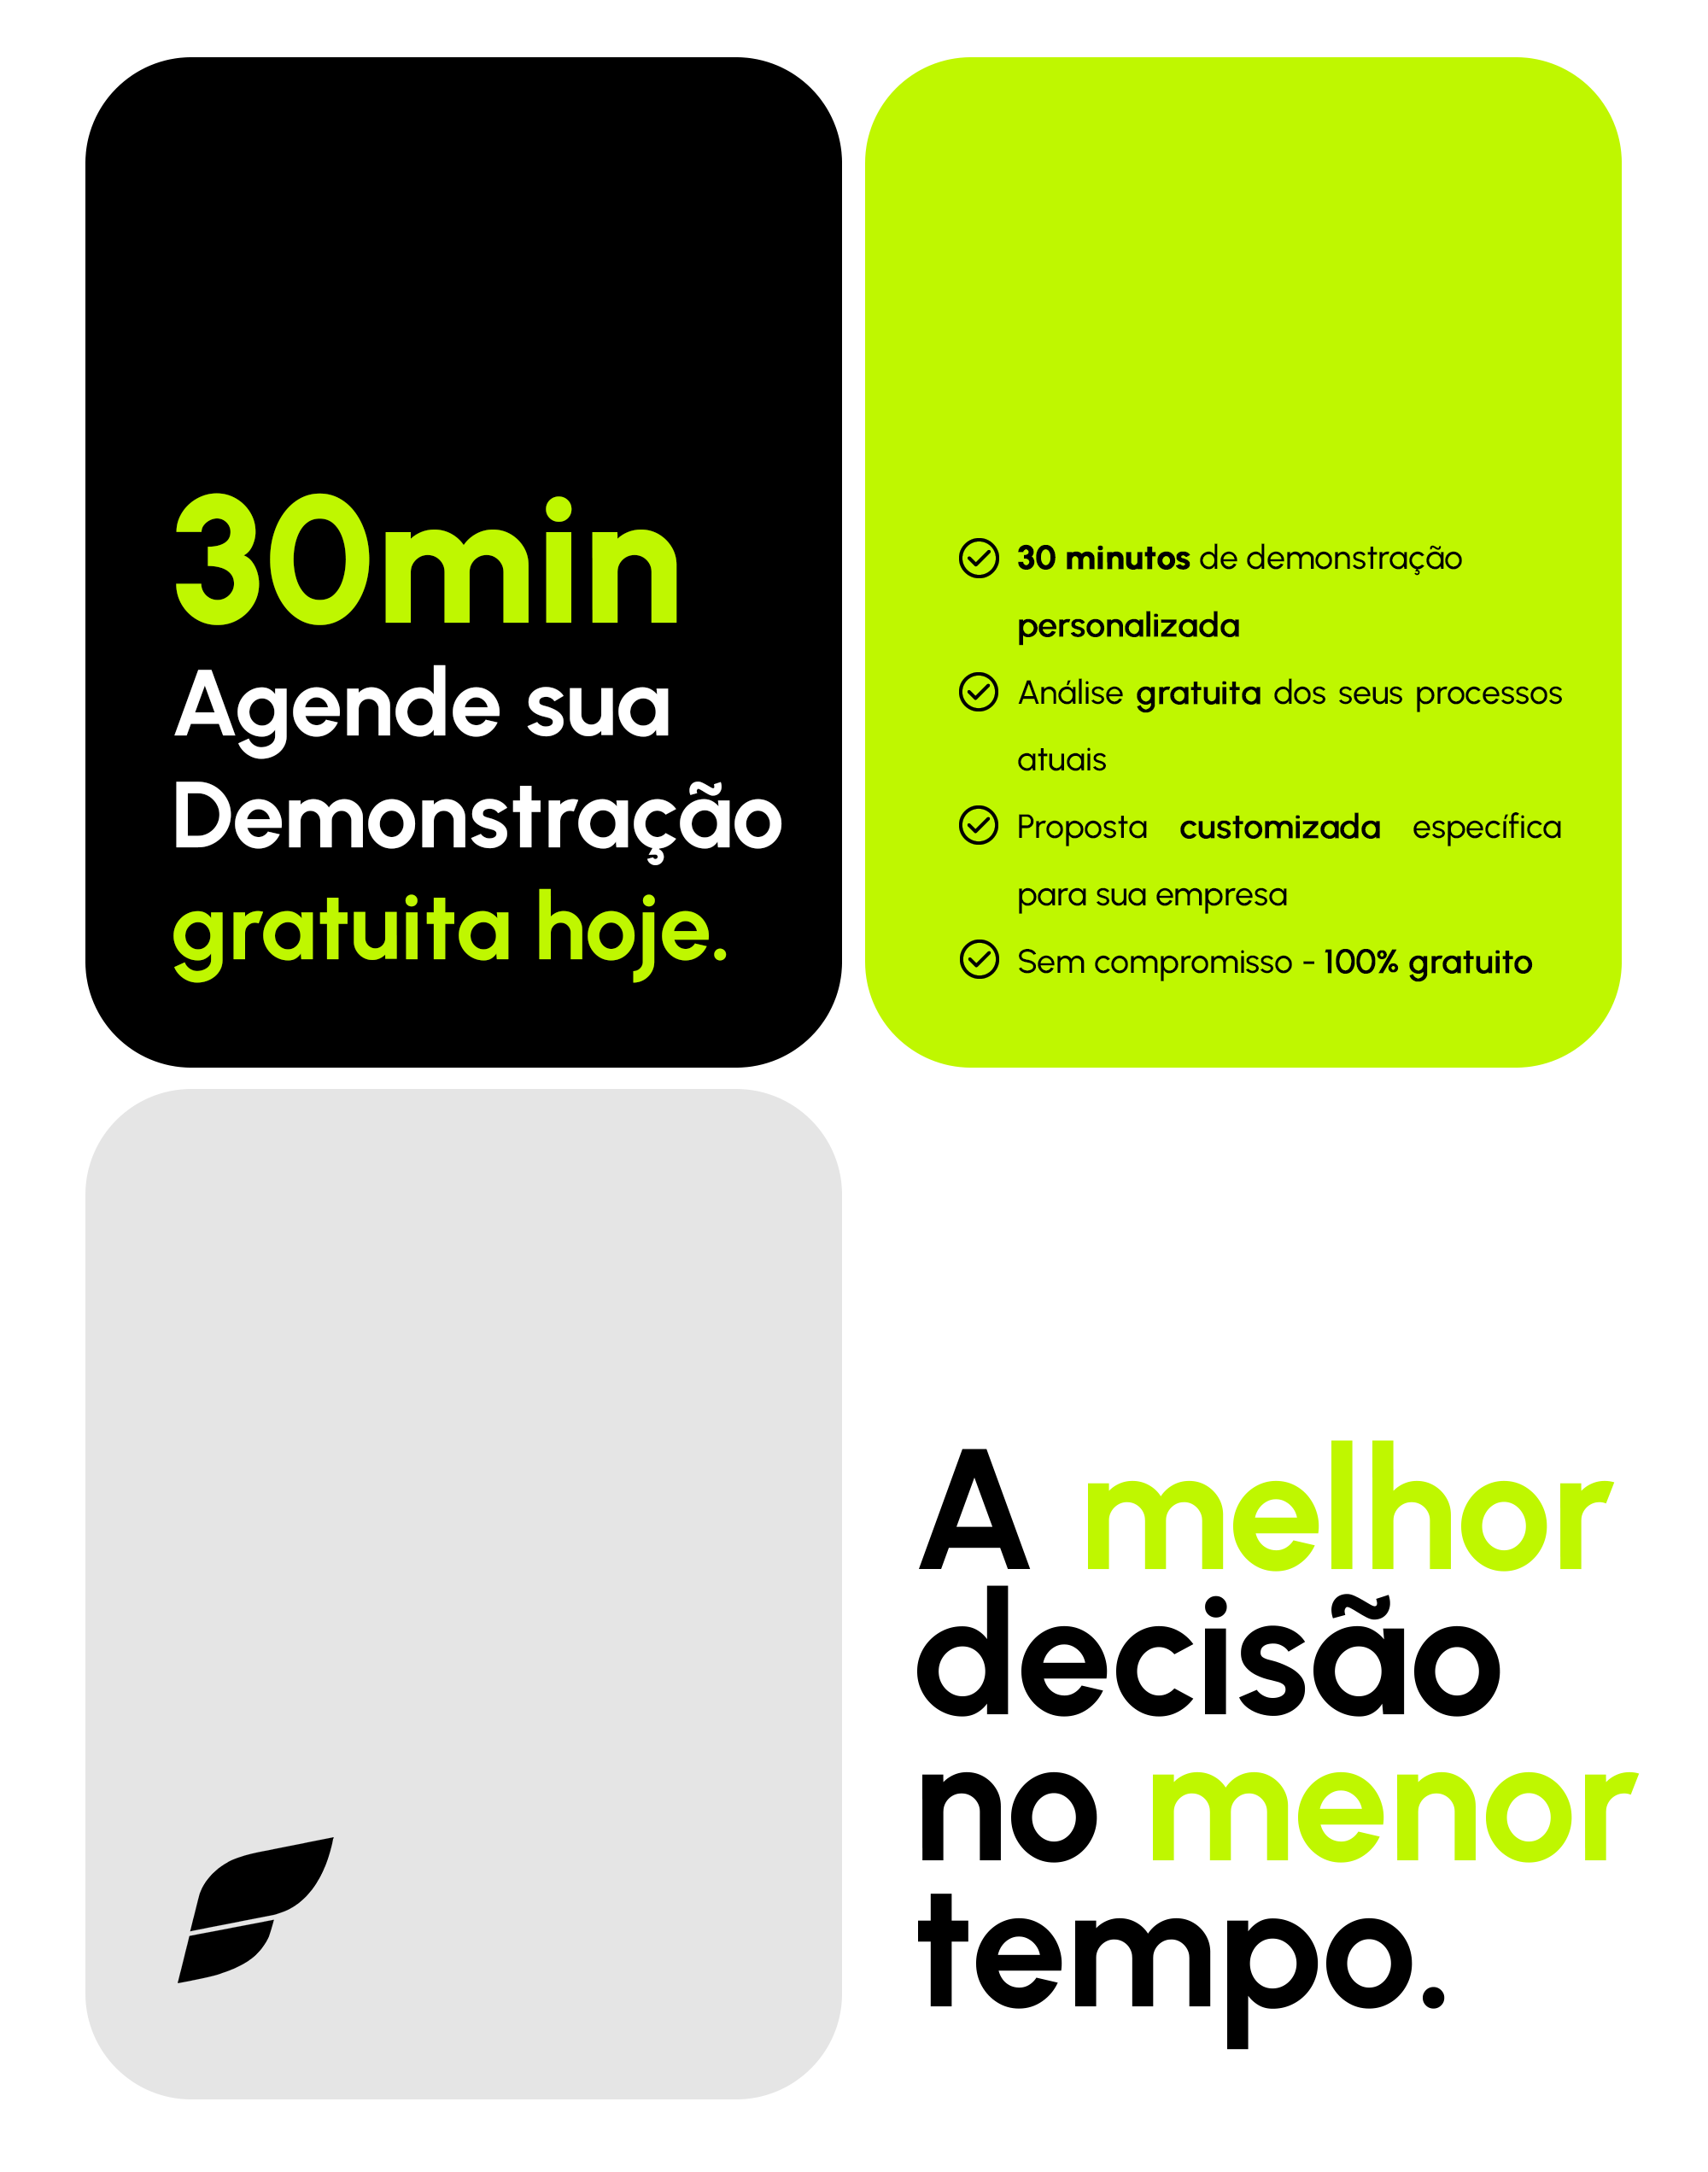 30min
Agende sua
Demonstração
gratuita hoje.
30 minutos de demonstração
personalizada
Análise gratuita dos seus processos
atuais
Proposta customizada específica
para sua empresa
Sem compromisso - 100% gratuito
A melhor
decisão
no menor
tempo.